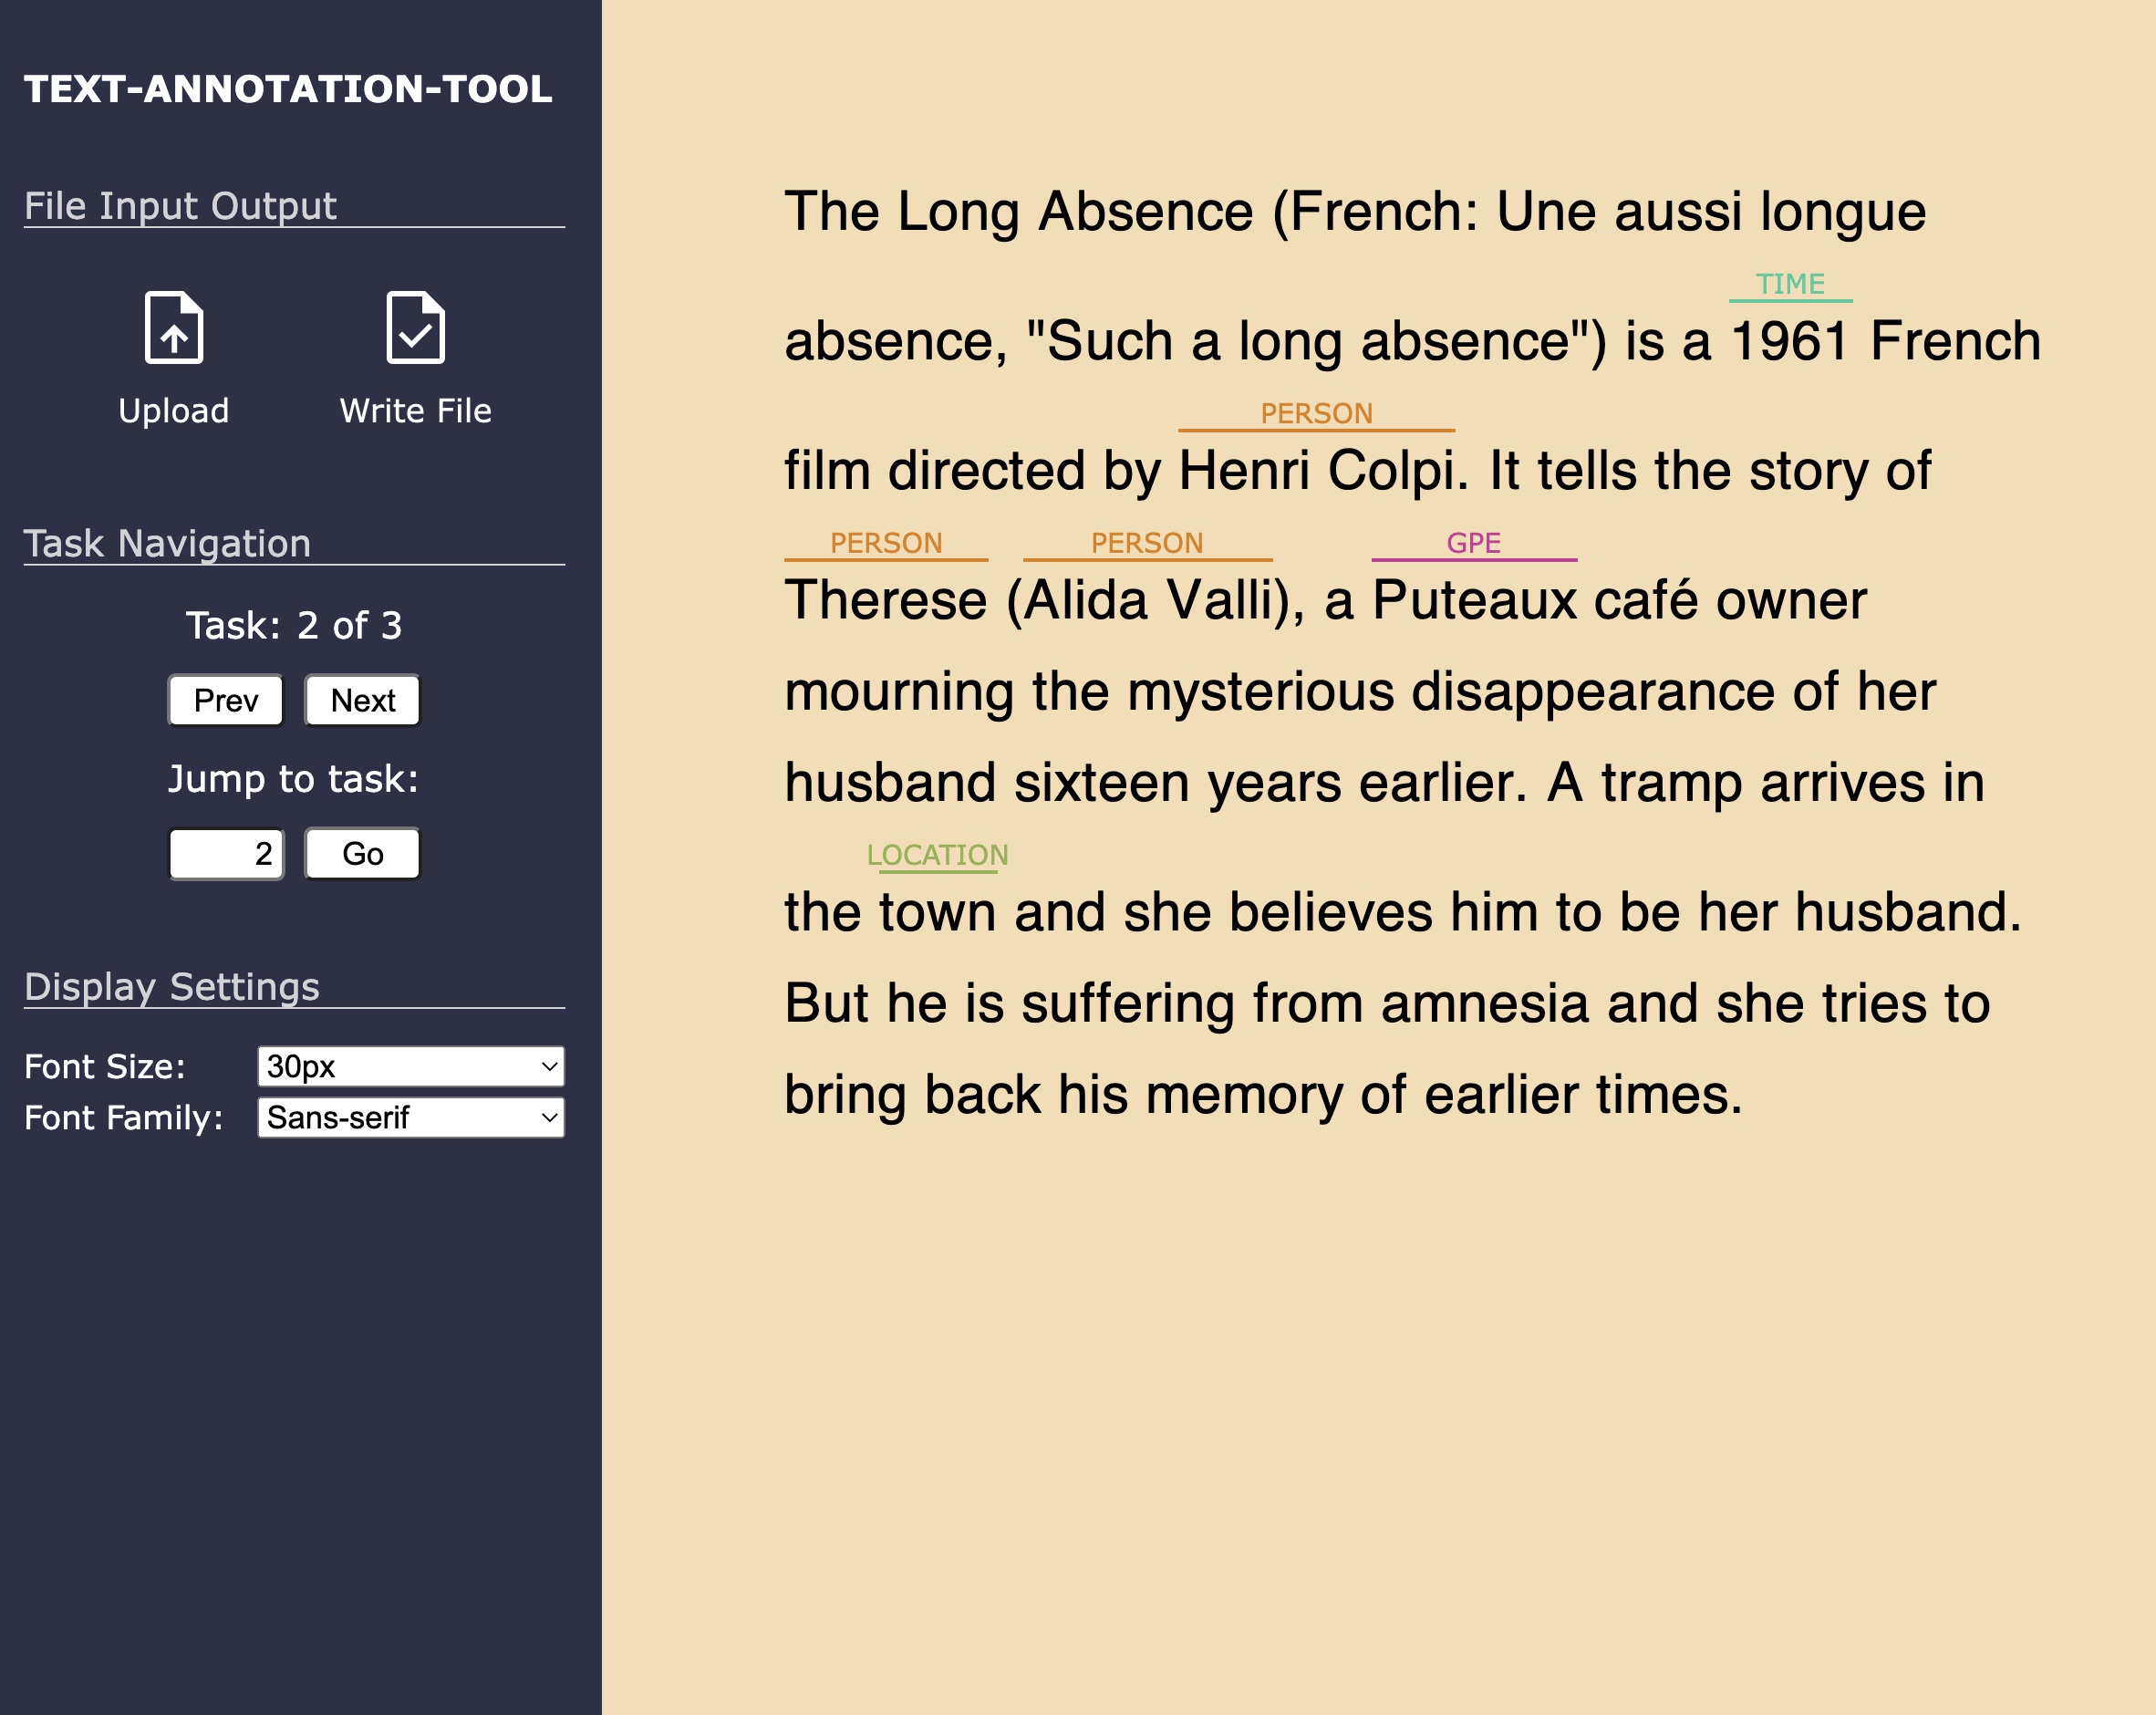 TEXT-ANNOTATION-TOOL
File Input Output
Upload
Write File
Task Navigation
Task: 2 of 3
Prev
Next
Jump to task:
2
Go
Display Settings
Font Size:
30px
Font Family:
Sans-serif
The Long Absence (French: Une aussi longue
TIME
absence, "Such a long absence") is a 1961 French
PERSON
film directed by Henri Colpi. It tells the story of
PERSON PERSON GPE
Therese (Alida Valli), a Puteaux café owner
mourning the mysterious disappearance of her
husband sixteen years earlier. A tramp arrives in
LOCATION
the town and she believes him to be her husband.
But he is suffering from amnesia and she tries to
bring back his memory of earlier times.